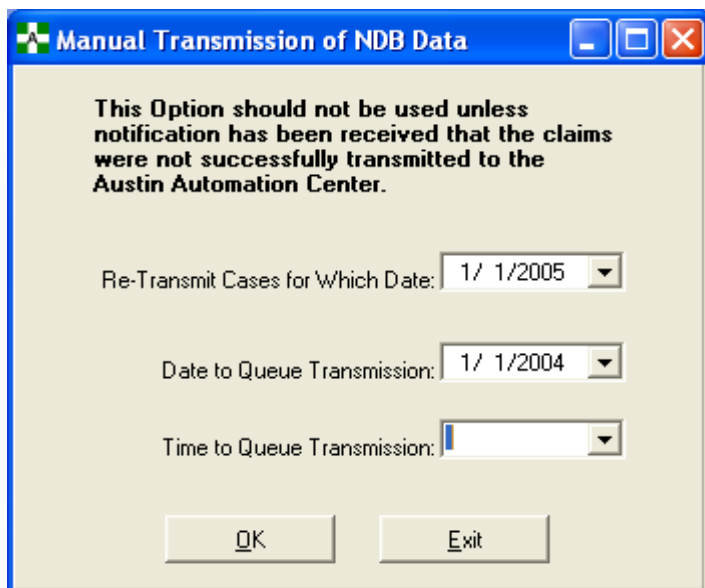 Manual Transmission of NDB Data
This Option should not be used unless
notification has been received that the claims
were not successfully transmitted to the
Austin Automation Center.
Re-Transmit Cases for Which Date: 1/ 1/2005
Date to Queue Transmission: 1/ 1/2004
Time to Queue Transmission:
OK Exit